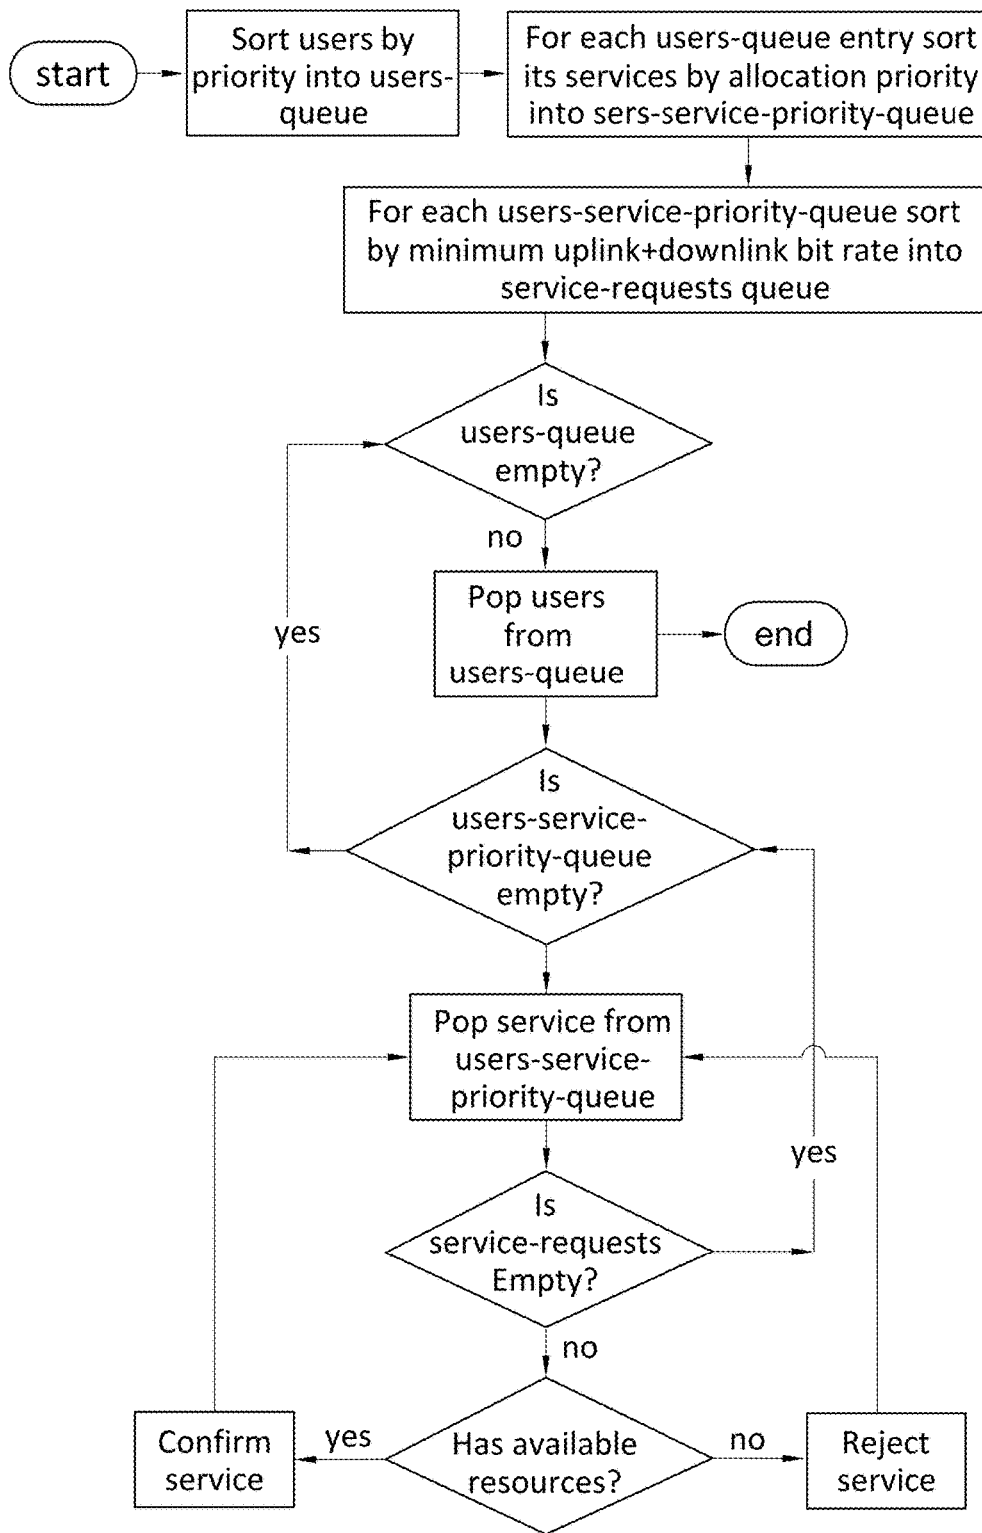 start
Sort users by
priority into users-
queue
For each users-queue entry sort
its services by allocation priority
into sers-service-priority-queue
For each users-service-priority-queue sort
by minimum uplink+downlink bit rate into
service-requests queue
Is
users-queue
empty?
no
yes
Pop users
from
users-queue
end
Is
users-service-
priority-queue
empty?
Pop service from
users-service-
priority-queue
yes
Is
service-requests
Empty?
no
Confirm
service
yes
Has available
resources?
no
Reject
service